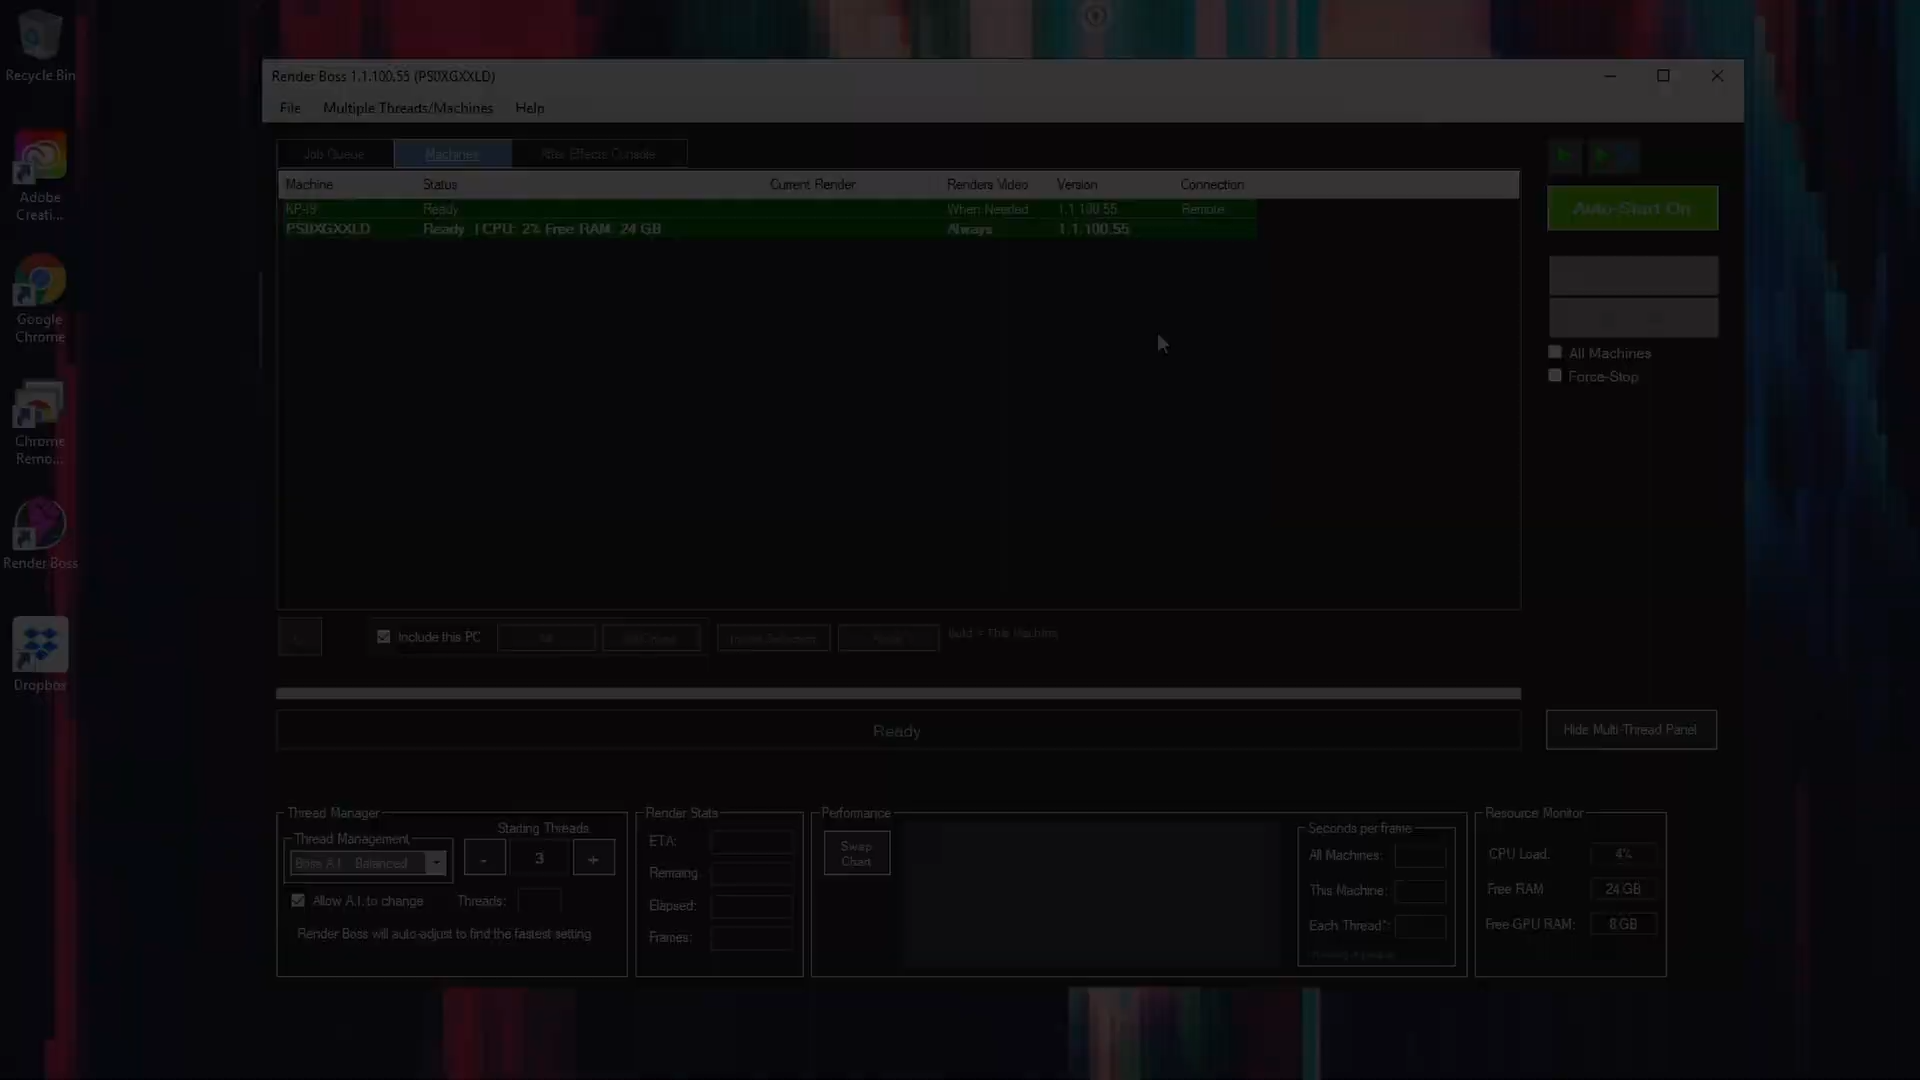 Recycle Bin
Adobe
Creati...
Google
Chrome
Chrome
Remo...
Render Boss
Dropbox
Render Boss 1.1.100.55 (PS0XGXXLD)
File Multiple Threads/Machines Help
Job Queue Machines After Effects Console
Machine Status Current Render Renders Video Version Connection
KP-I9 Ready When Needed 1.1.100.55 Remote
PS0XGXXLD Ready | CPU: 2% Free RAM: 24 GB Always 1.1.100.55
Auto-Start On
All Machines
Force-Stop
Include this PC All Invert Selection Bold = This Machine
Ready
Hide Multi-Thread Panel
Thread Manager
Thread Management
Boss A.I. Balanced
Starting Threads
- 3 +
Allow A.I. to change Threads:
Render Boss will auto-adjust to find the fastest setting
Render Stats
ETA:
Remaing
Elapsed:
Frames:
Performance
Swap
Chart
Seconds per frame
All Machines:
This Machine:
Each Thread*:
Resource Monitor
CPU Load: 4%
Free RAM 24 GB
Free GPU RAM: 8 GB